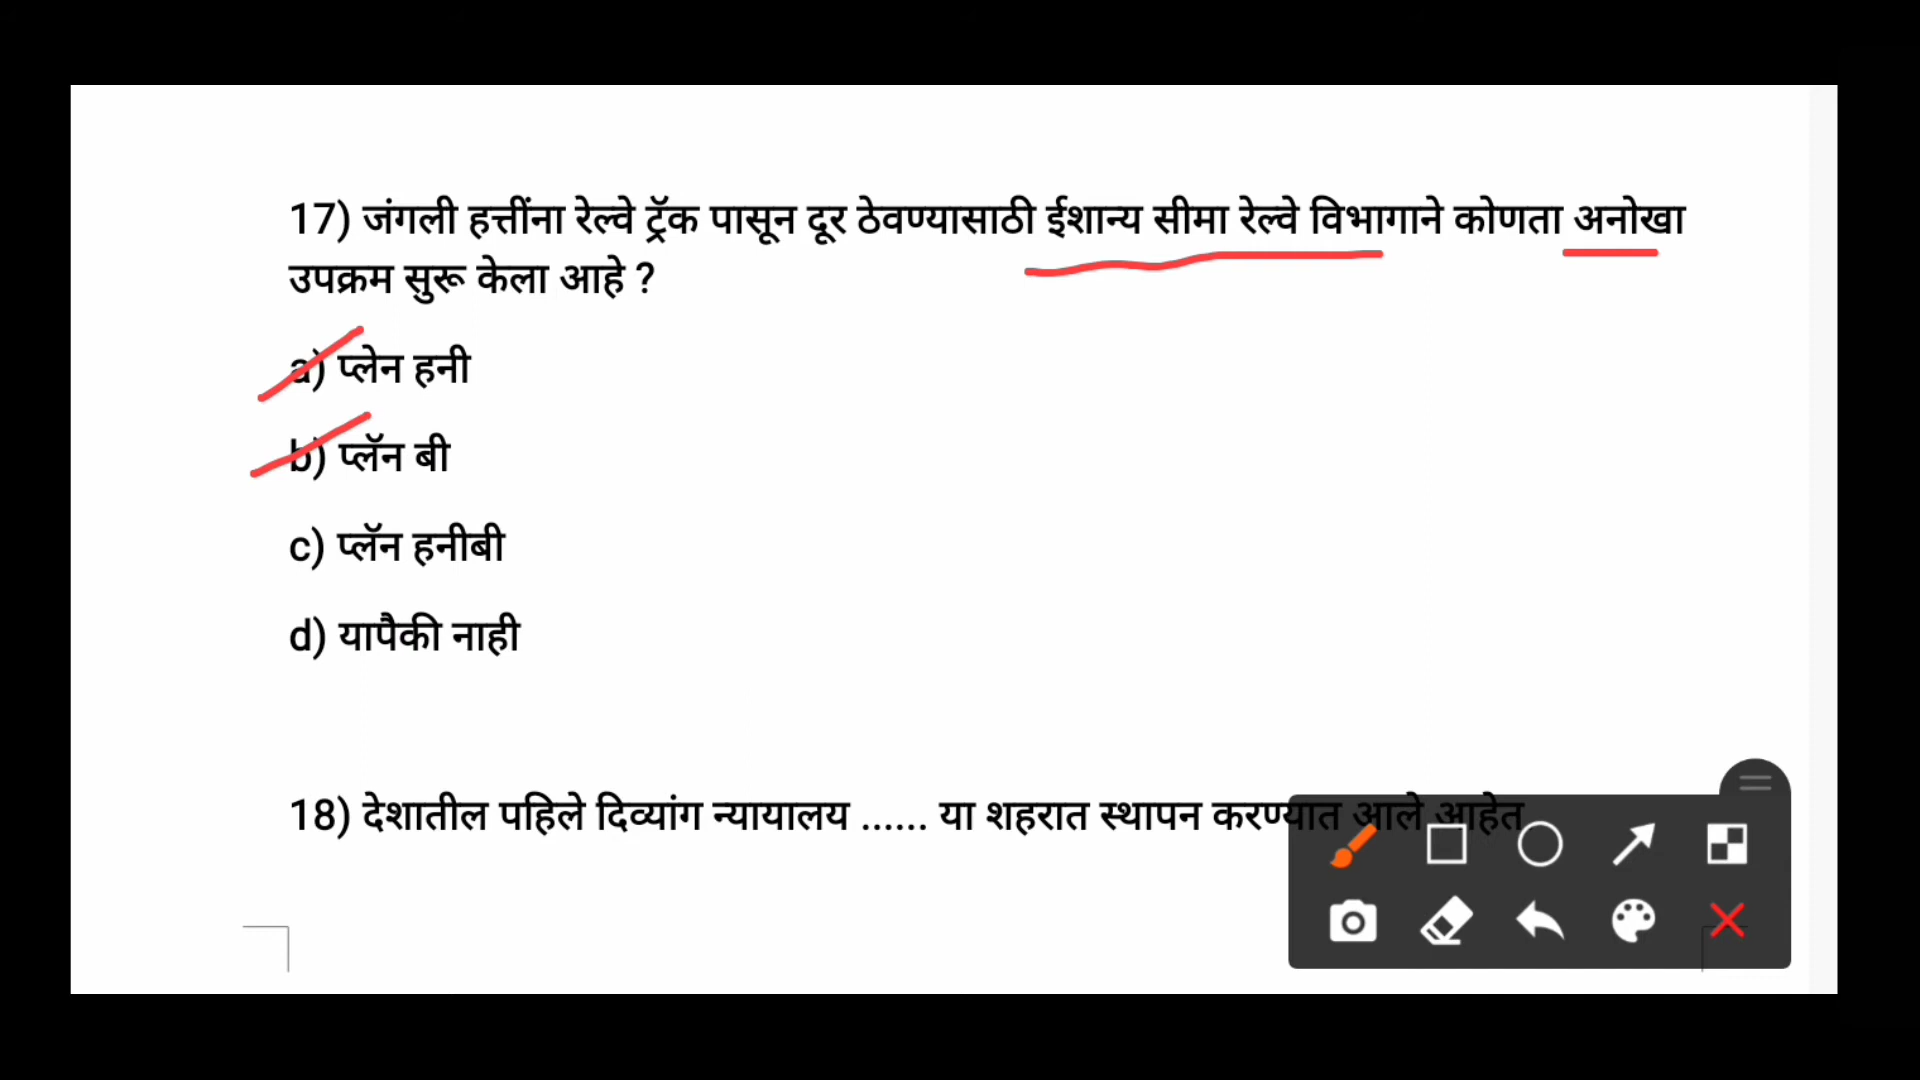 17) जंगली हत्तींना रेल्वे ट्रॅक पासून दूर ठेवण्यासाठी ईशान्य सीमा रेल्वे विभागाने कोणता अनोखा
उपक्रम सुरू केला आहे ?
a) प्लेन हनी
b) प्लॅन बी
c) प्लॅन हनीबी
d) यापैकी नाही
18) देशातील पहिले दिव्यांग न्यायालय ...... या शहरात स्थापन करण्यात आले आहेत